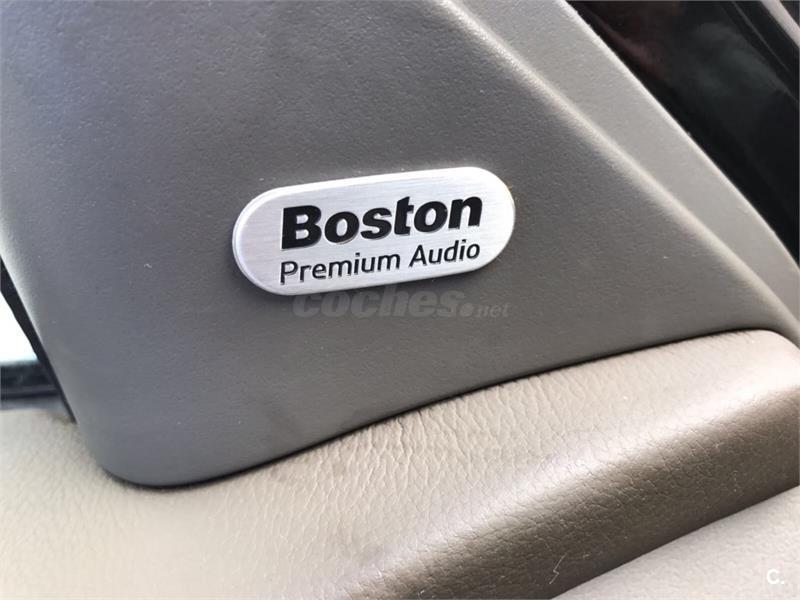 Boston
Premium Audio
coches.net
C.